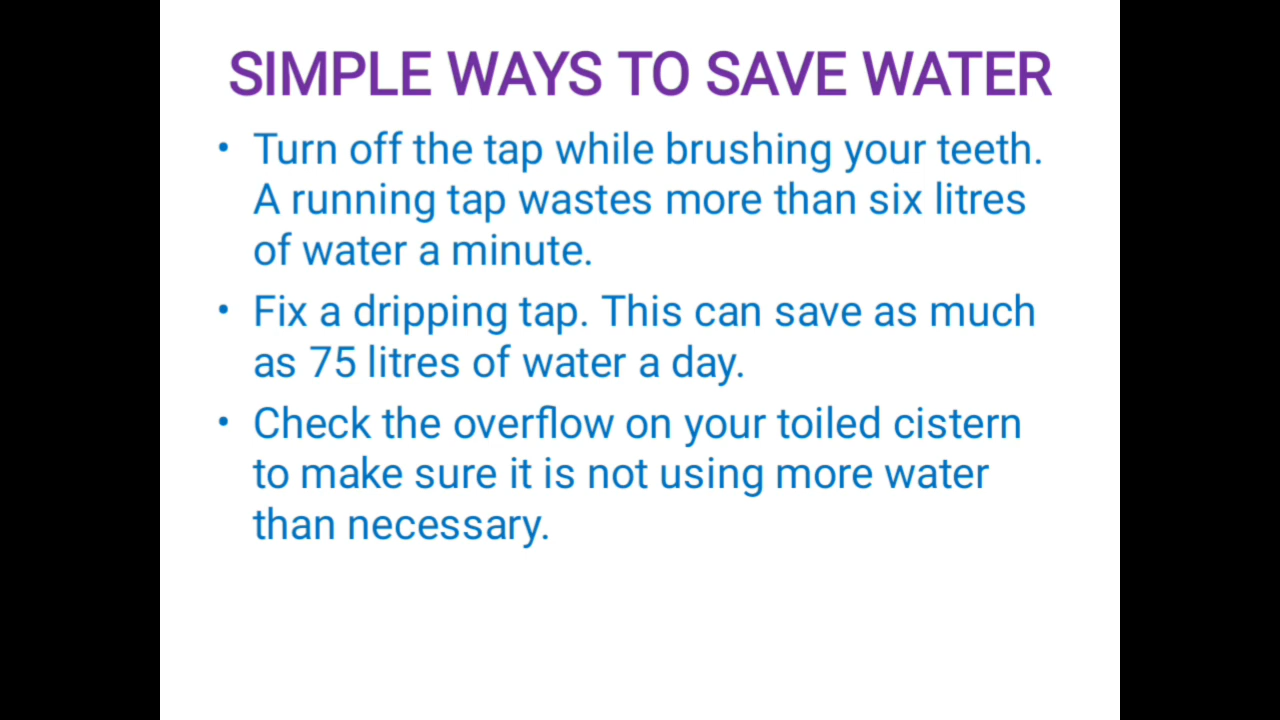 SIMPLE WAYS TO SAVE WATER
• Turn off the tap while brushing your teeth.
A running tap wastes more than six litres
of water a minute.
• Fix a dripping tap. This can save as much
as 75 litres of water a day.
• Check the overflow on your toiled cistern
to make sure it is not using more water
than necessary.